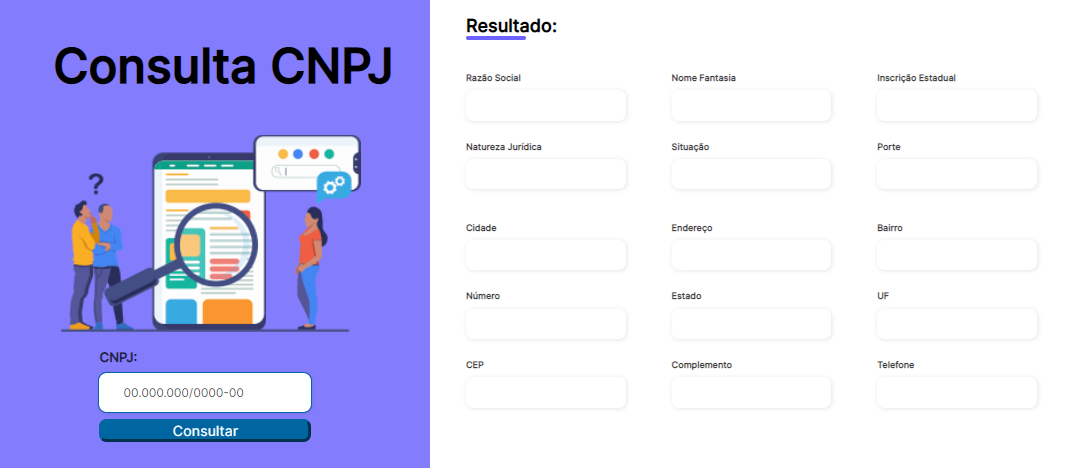 Consulta CNPJ
?
CNPJ:
00.000.000/0000-00
Consultar
Resultado:
Razão Social
Nome Fantasia
Inscrição Estadual
Natureza Jurídica
Situação
Porte
Cidade
Endereço
Bairro
Número
Estado
UF
CEP
Complemento
Telefone